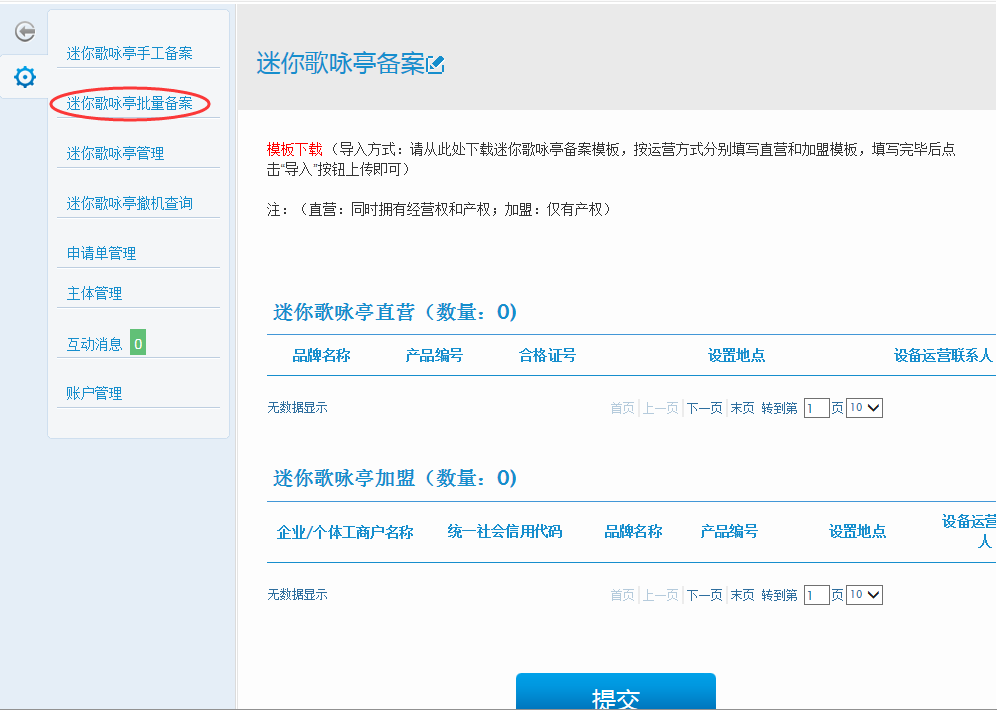 迷你歌咏亭手工备案
迷你歌咏亭批量备案
迷你歌咏亭管理
迷你歌咏亭撤机查询
申请单管理
主体管理
互动消息 0
账户管理
迷你歌咏亭备案
模板下载（导入方式：请从此处下载迷你歌咏亭备案模板，按运营方式分别填写直营和加盟模板，填写完毕后点
击“导入”按钮上传即可）
注：（直营：同时拥有经营权和产权；加盟：仅有产权）
迷你歌咏亭直营（数量：0）
品牌名称 产品编号 合格证号 设置地点 设备运营联系人
无数据显示 首页 上一页 下一页 末页 转到第 1 页 10
迷你歌咏亭加盟（数量：0）
企业/个体工商户名称 统一社会信用代码 品牌名称 产品编号 设置地点 设备运营
人
无数据显示 首页 上一页 下一页 末页 转到第 1 页 10
提交